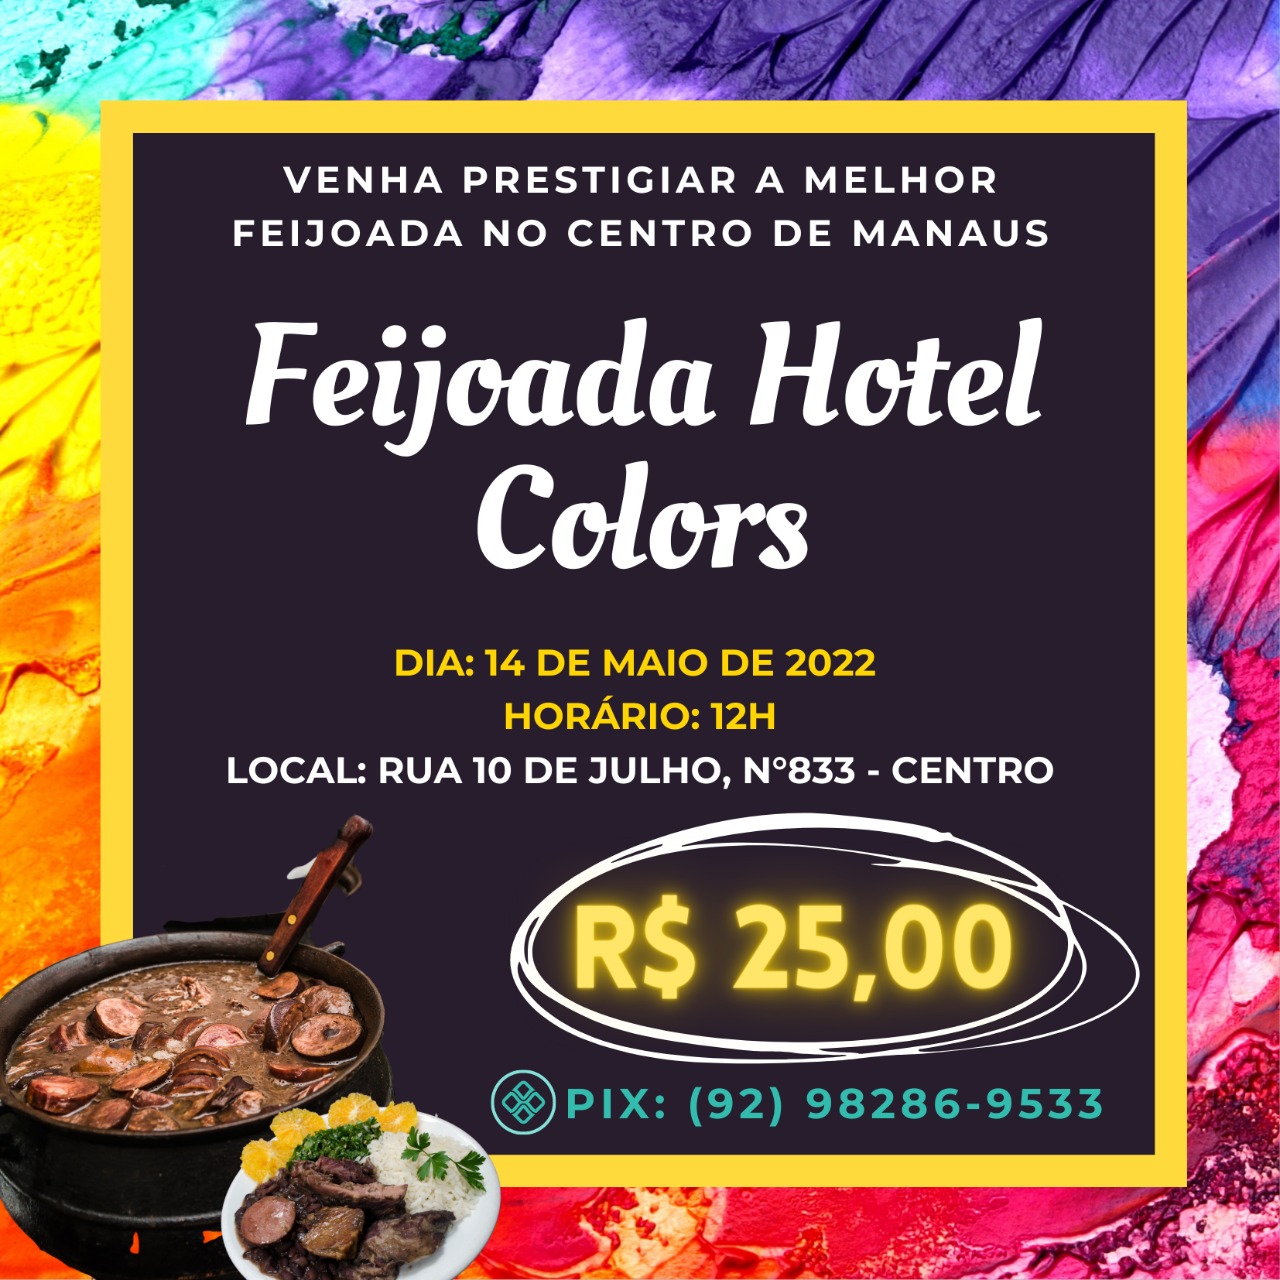 VENHA PRESTIGIAR A MELHOR
FEIJOADA NO CENTRO DE MANAUS
Feijoada Hotel
Colors
DIA: 14 DE MAIO DE 2022
HORÁRIO: 12H
LOCAL: RUA 10 DE JULHO, N°833 - CENTRO
R$ 25,00
PIX: (92) 98286-9533